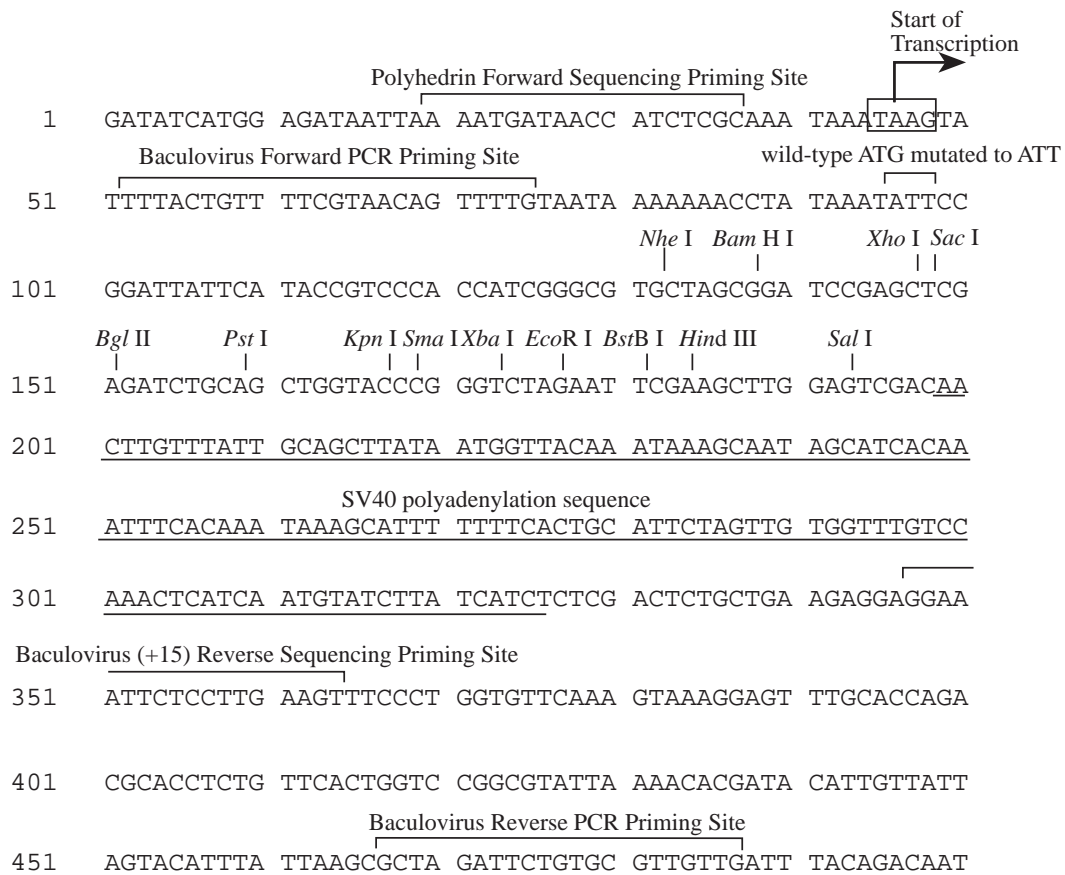 Start of
Transcription
Polyhedrin Forward Sequencing Priming Site
1 GATATCATGG AGATAATTAA AATGATAACC ATCTCGCAAA TAAATAAGTA
Baculovirus Forward PCR Priming Site
wild-type ATG mutated to ATT
51 TTTTACTGTT TTCGTAACAG TTTTGTAATA AAAAAACCTA TAAATATTCC
Nhe I Bam H I Xho I Sac I
101 GGATTATTCA TACCGTCCCA CCATCGGGCG TGCTAGCGGA TCCGAGCTCG
Bgl II Pst I Kpn I Sma I Xba I EcoR I BstB I Hind III Sal I
151 AGATCTGCAG CTGGTACCCG GGTCTAGAAT TCGAAGCTTG GAGTCGACAA
201 CTTGTTTATT GCAGCTTATA ATGGTTACAA ATAAAGCAAT AGCATCACAA
SV40 polyadenylation sequence
251 ATTTCACAAA TAAAGCATTT TTTTCACTGC ATTCTAGTTG TGGTTTGTCC
301 AAACTCATCA ATGTATCTTA TCATCTCTCG ACTCTGCTGA AGAGGAGGAA
Baculovirus (+15) Reverse Sequencing Priming Site
351 ATTCTCCTTG AAGTTTCCCT GGTGTTCAAA GTAAAGGAGT TTGCACCAGA
401 CGCACCTCTG TTCACTGGTCC GGCGTATTAA AACACGATA CATTGTTATT
Baculovirus Reverse PCR Priming Site
451 AGTACATTTA TTAAGCGCTA GATTCTGTGCG GTTGTTGATT TACAGACAAT